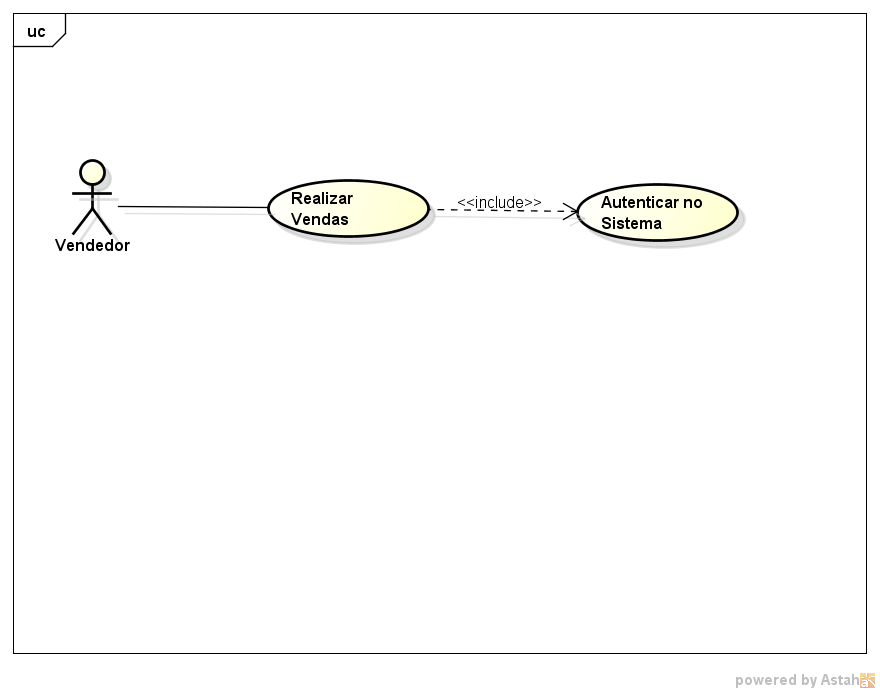 uc
Vendedor
Realizar
Vendas
<<include>>
Autenticar no
Sistema
powered by Astah